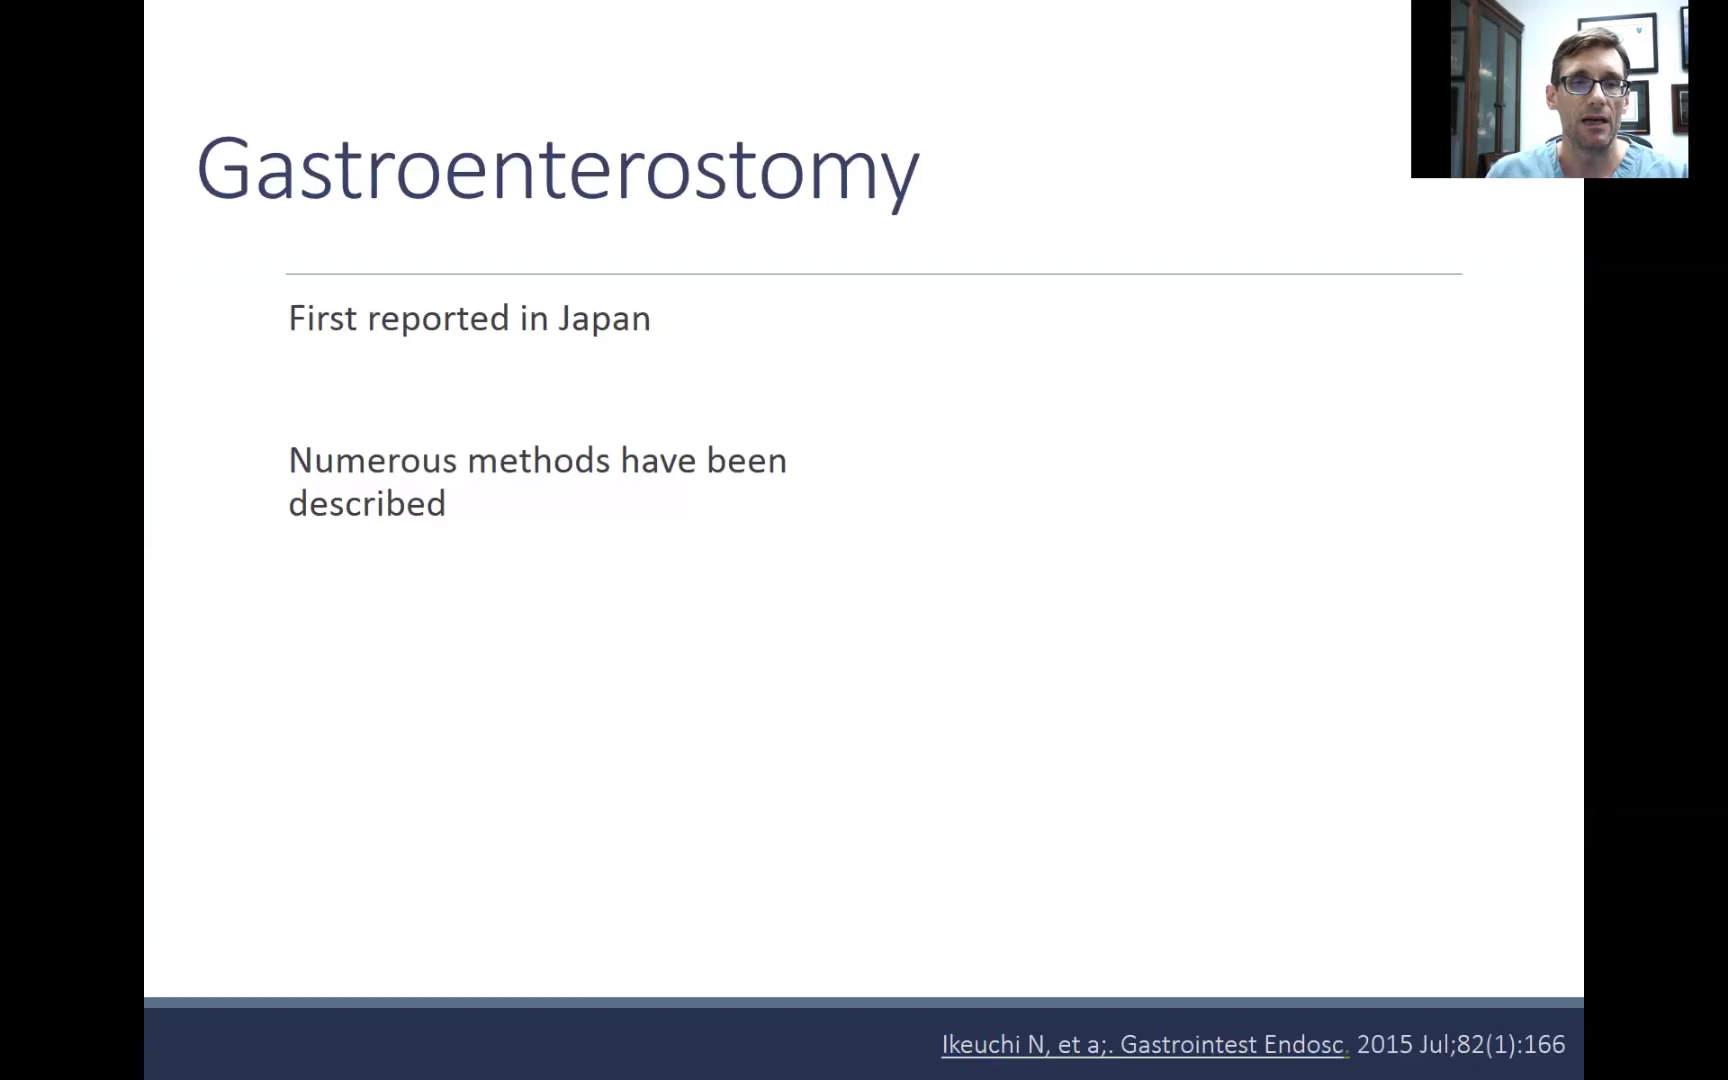 Gastroenterostomy
First reported in Japan
Numerous methods have been
described
Ikeuchi N, et a;. Gastrointest Endosc. 2015 Jul;82(1):166